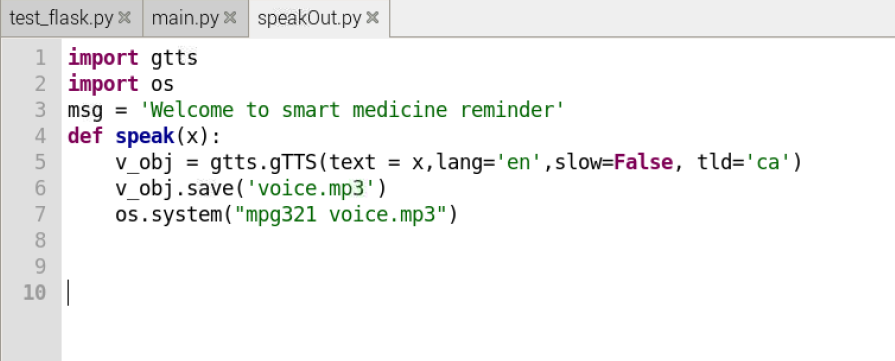 test_flask.py ✖ main.py ✖ speakOut.py ✖
1 import gtts
2 import os
3 msg = 'Welcome to smart medicine reminder'
4 def speak(x):
5     v_obj = gtts.gTTS(text = x,lang='en',slow=False, tld='ca')
6     v_obj.save('voice.mp3')
7     os.system("mpg321 voice.mp3")
8
9
10